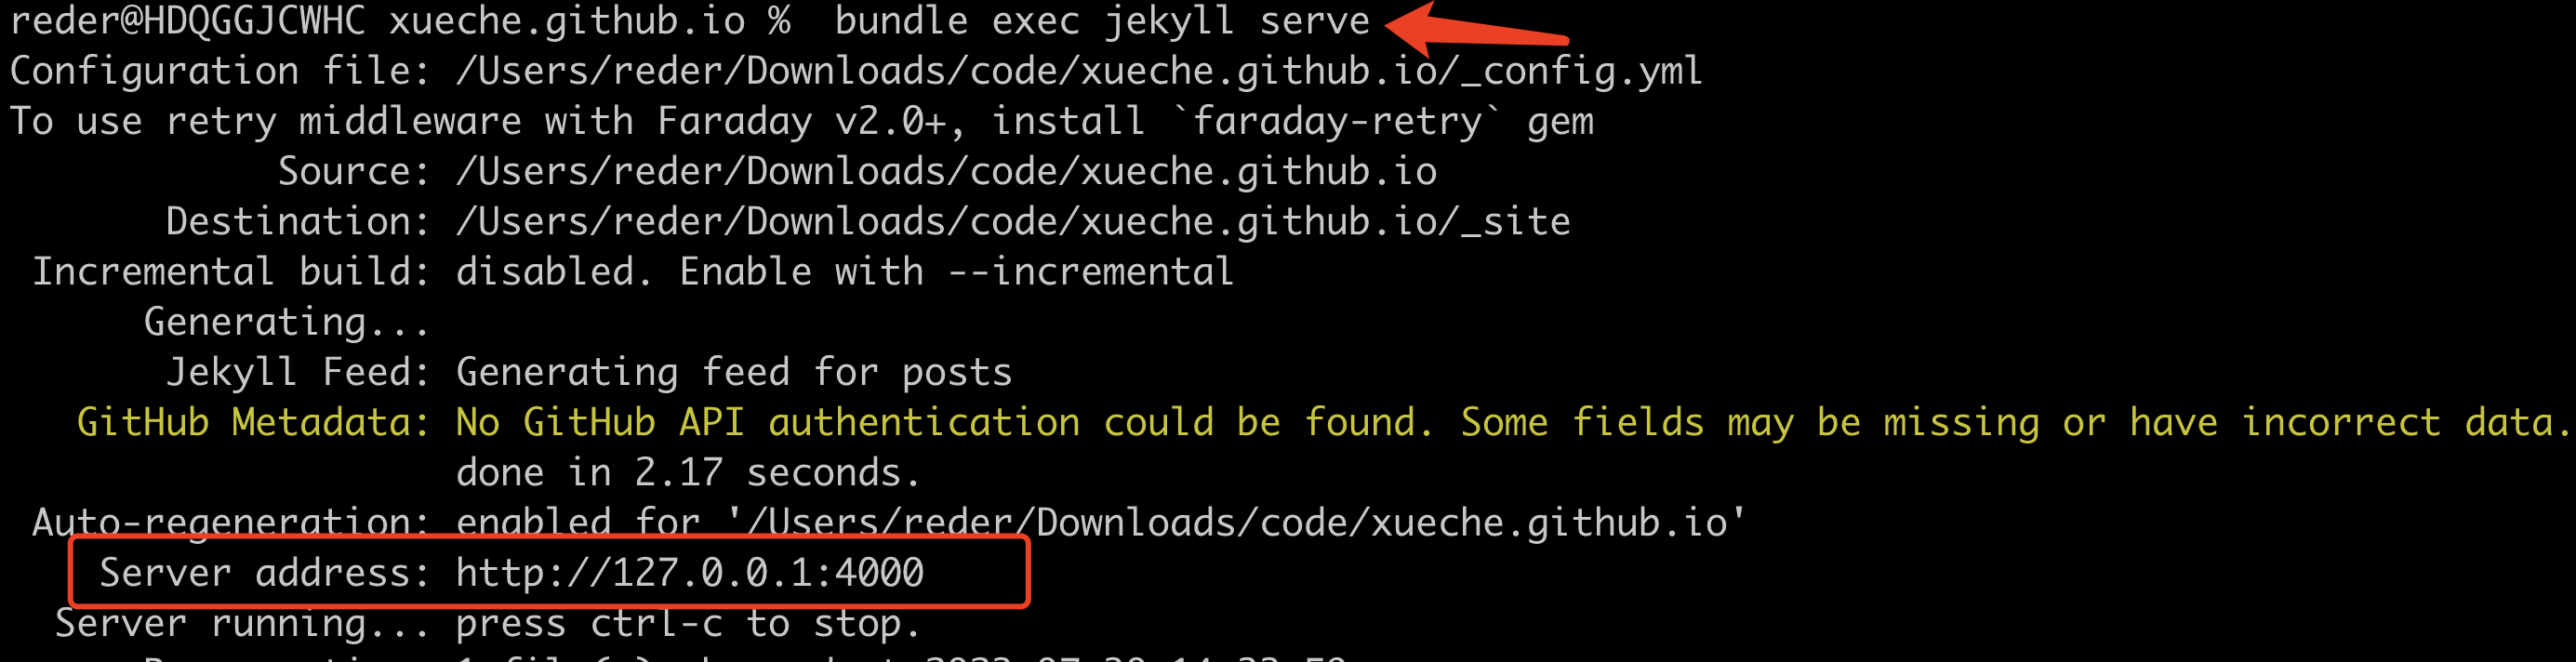 reder@HDQGGJCWHC xueche.github.io %  bundle exec jekyll serve
Configuration file: /Users/reder/Downloads/code/xueche.github.io/_config.yml
To use retry middleware with Faraday v2.0+, install `faraday-retry` gem
Source: /Users/reder/Downloads/code/xueche.github.io
Destination: /Users/reder/Downloads/code/xueche.github.io/_site
Incremental build: disabled. Enable with --incremental
Generating...
Jekyll Feed: Generating feed for posts
GitHub Metadata: No GitHub API authentication could be found. Some fields may be missing or have incorrect data.
done in 2.17 seconds.
Auto-regeneration: enabled for '/Users/reder/Downloads/code/xueche.github.io'
Server address: http://127.0.0.1:4000
Server running... press ctrl-c to stop.